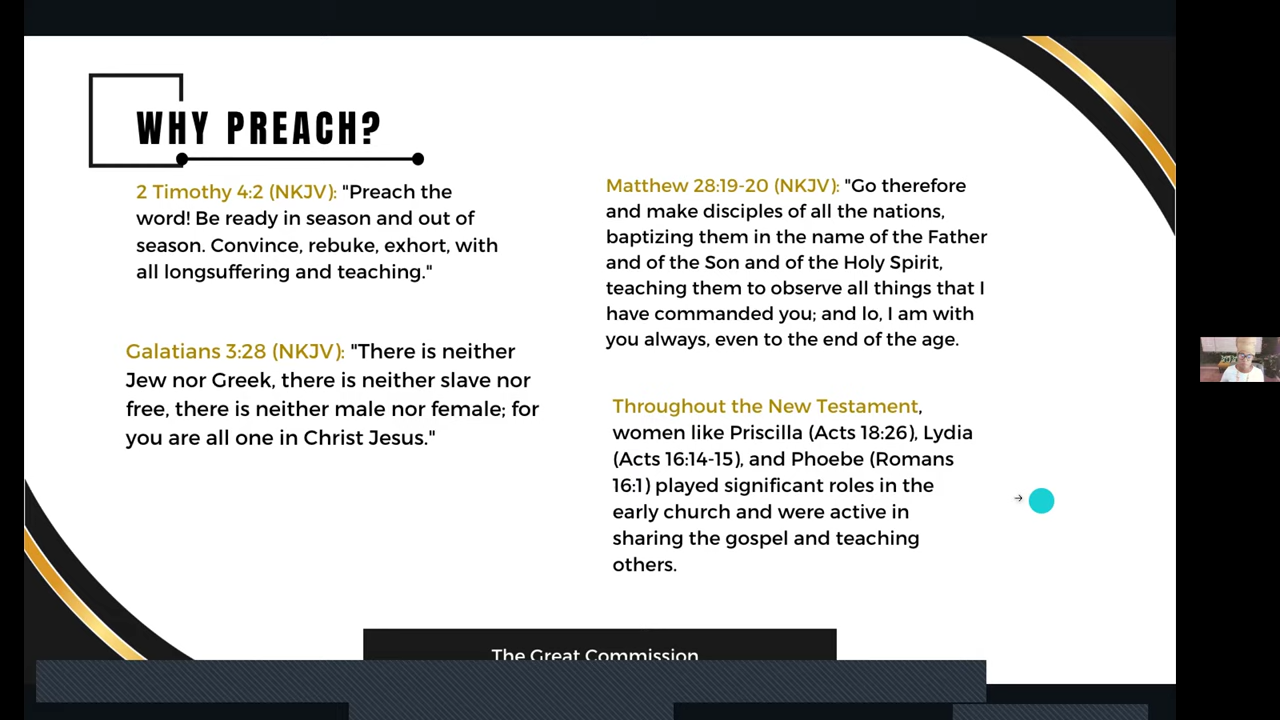 WHY PREACH?
2 Timothy 4:2 (NKJV): "Preach the
word! Be ready in season and out of
season. Convince, rebuke, exhort, with
all longsuffering and teaching."
Galatians 3:28 (NKJV): "There is neither
Jew nor Greek, there is neither slave nor
free, there is neither male nor female; for
you are all one in Christ Jesus."
Matthew 28:19-20 (NKJV): "Go therefore
and make disciples of all the nations,
baptizing them in the name of the Father
and of the Son and of the Holy Spirit,
teaching them to observe all things that I
have commanded you; and lo, I am with
you always, even to the end of the age.
Throughout the New Testament,
women like Priscilla (Acts 18:26), Lydia
(Acts 16:14-15), and Phoebe (Romans
16:1) played significant roles in the
early church and were active in
sharing the gospel and teaching
others.
The Great Commission